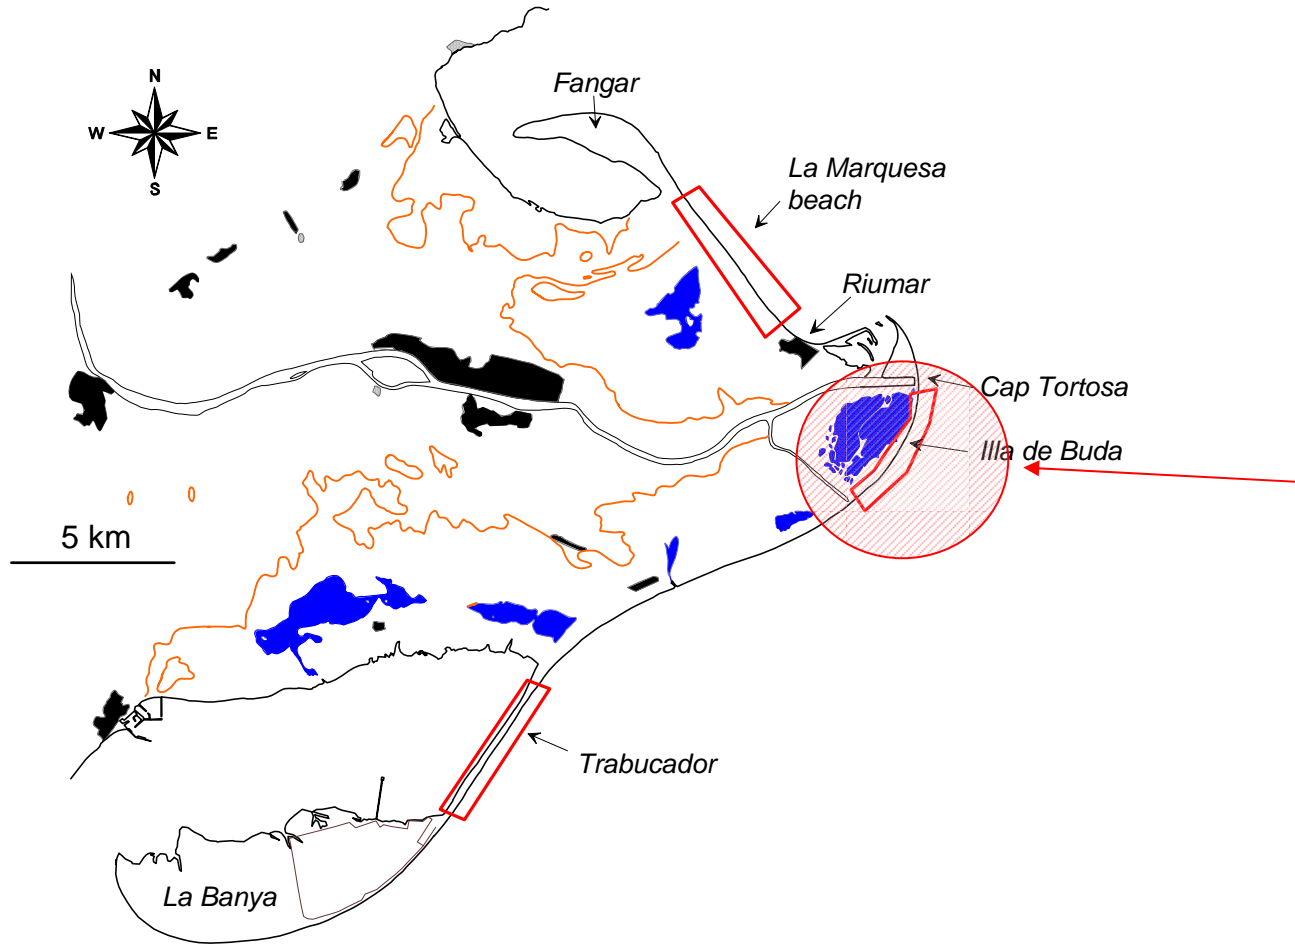 N
W E
S
Fangar
La Marquesa
beach
Riumar
Cap Tortosa
Illa de Buda
5 km
Trabucador
La Banya